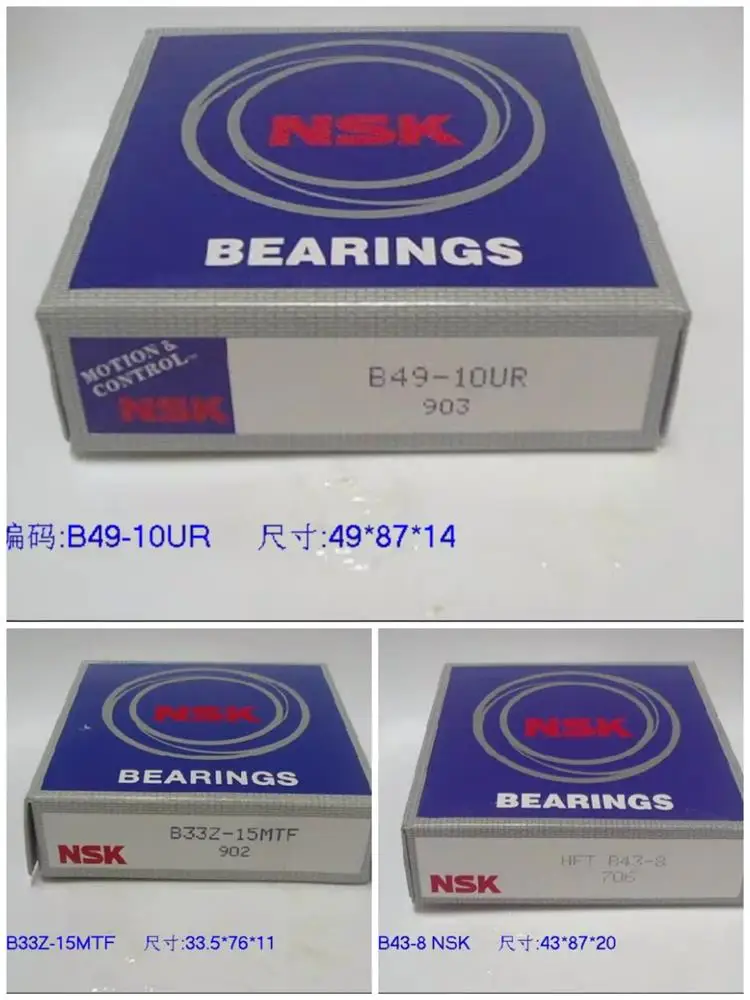 NSK
BEARINGS
MOTION &
CONTROL™
NSK
B49-10UR
903
编码:B49-10UR 尺寸:49*87*14
NSK
BEARINGS
B33Z-15MTF
902
NSK
B33Z-15MTF 尺寸:33.5*76*11
NSK
BEARINGS
HFT B43-8
706
NSK
B43-8 NSK 尺寸:43*87*20